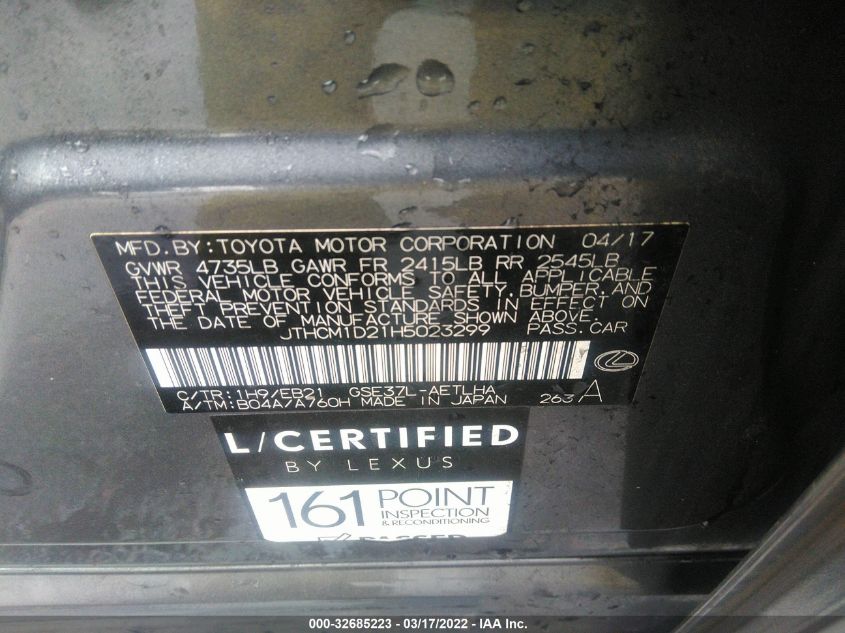 MFD.BY:TOYOTA MOTOR CORPORATION 04/17
GVWR 4735LB GAWR FR 2415LB RR 2545LB
THIS VEHICLE CONFORMS TO ALL APPLICABLE
FEDERAL MOTOR VEHICLE SAFETY, BUMPER, AND
THEFT PREVENTION STANDARDS IN EFFECT ON
THE DATE OF MANUFACTURE SHOWN ABOVE.
JTHCM1D21H5023299 PASS.CAR
C/TR:1H9/EB21 GSE37L-AETLHA
A/TM:B04A/A760H MADE IN JAPAN 263 A
L/CERTIFIED
BY LEXUS
161 POINT
INSPECTION
& RECONDITIONING
PASSED
000-32685223 - 03/17/2022 - IAA Inc.